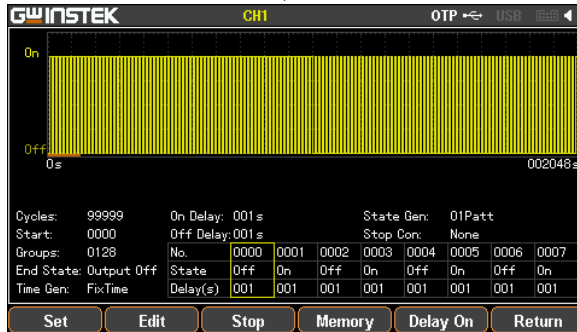 GWINSTEK CH1 OTP USB
On
Off
0s 002048s
Cycles: 99999 On Delay: 001s State Gen: 01Patt
Start: 0000 Off Delay: 001s Stop Con: None
Groups: 0128 No. 0000 0001 0002 0003 0004 0005 0006 0007
End State: Output Off State Off On Off On Off On Off On
Time Gen: FixTime Delay(s) 001 001 001 001 001 001 001 001
Set Edit Stop Memory Delay On Return